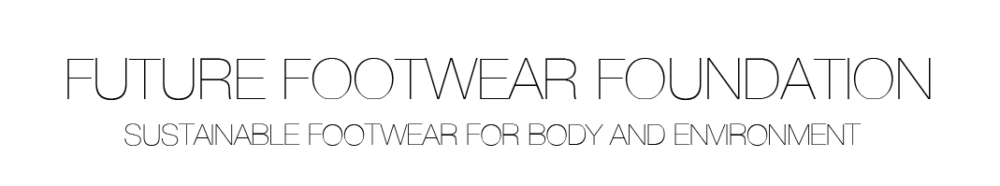 FUTURE FOOTWEAR FOUNDATION
SUSTAINABLE FOOTWEAR FOR BODY AND ENVIRONMENT